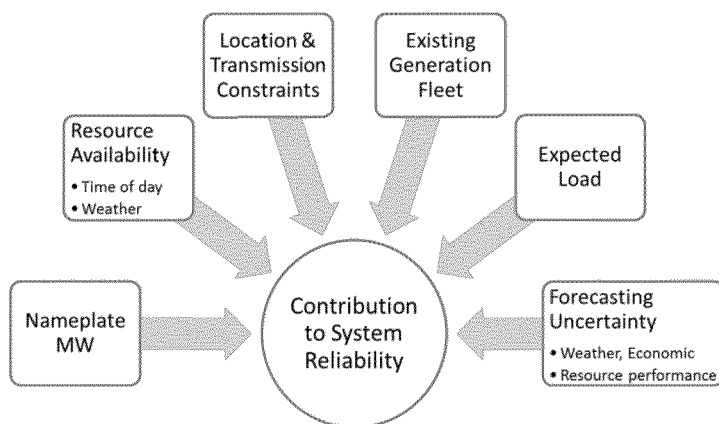 Location &
Transmission
Constraints
Existing
Generation
Fleet
Resource
Availability
• Time of day
• Weather
Expected
Load
Nameplate
MW
Contribution
to System
Reliability
Forecasting
Uncertainty
• Weather, Economic
• Resource performance